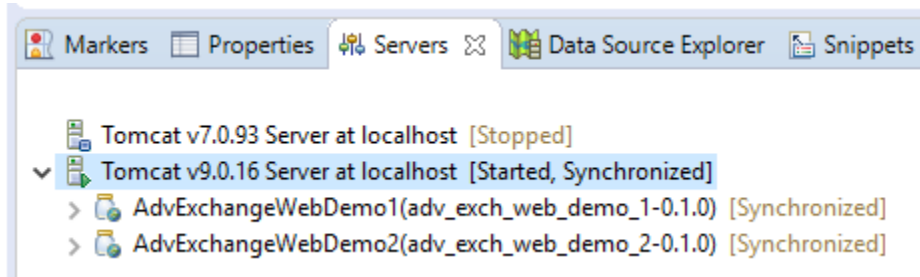 Markers Properties Servers Data Source Explorer Snippets
Tomcat v7.0.93 Server at localhost [Stopped]
Tomcat v9.0.16 Server at localhost [Started, Synchronized]
AdvExchangeWebDemo1(adv_exch_web_demo_1-0.1.0) [Synchronized]
AdvExchangeWebDemo2(adv_exch_web_demo_2-0.1.0) [Synchronized]